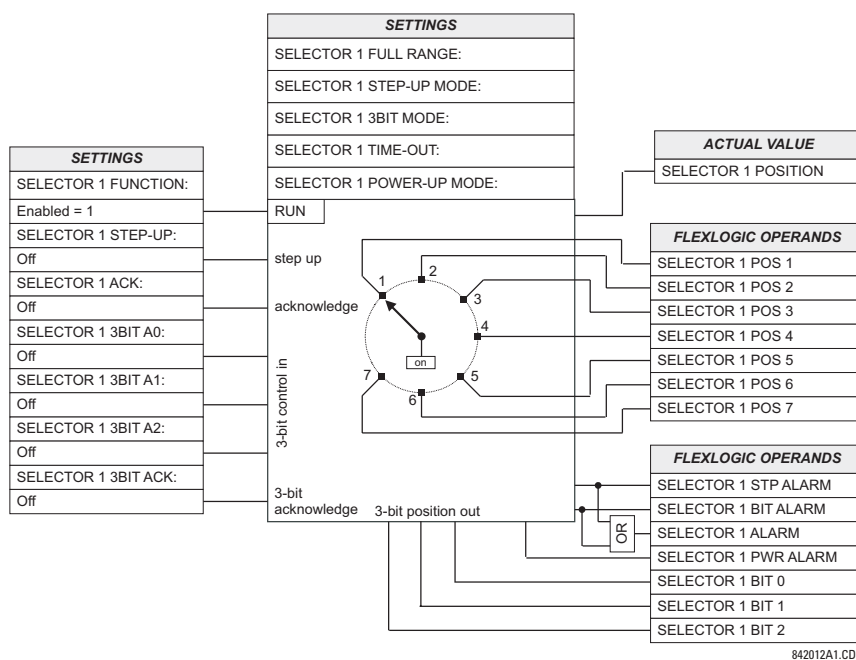 SETTINGS
SELECTOR 1 FULL RANGE:
SELECTOR 1 STEP-UP MODE:
SELECTOR 1 3BIT MODE:
SELECTOR 1 TIME-OUT:
SELECTOR 1 POWER-UP MODE:
SETTINGS
SELECTOR 1 FUNCTION:
Enabled = 1
SELECTOR 1 STEP-UP:
Off
SELECTOR 1 ACK:
Off
SELECTOR 1 3BIT A0:
Off
SELECTOR 1 3BIT A1:
Off
SELECTOR 1 3BIT A2:
Off
SELECTOR 1 3BIT ACK:
Off
RUN
step up
acknowledge
3-bit control in
3-bit
acknowledge
3-bit position out
1
2
3
4
5
6
7
on
ACTUAL VALUE
SELECTOR 1 POSITION
FLEXLOGIC OPERANDS
SELECTOR 1 POS 1
SELECTOR 1 POS 2
SELECTOR 1 POS 3
SELECTOR 1 POS 4
SELECTOR 1 POS 5
SELECTOR 1 POS 6
SELECTOR 1 POS 7
FLEXLOGIC OPERANDS
SELECTOR 1 STP ALARM
SELECTOR 1 BIT ALARM
OR
SELECTOR 1 ALARM
SELECTOR 1 PWR ALARM
SELECTOR 1 BIT 0
SELECTOR 1 BIT 1
SELECTOR 1 BIT 2
842012A1.CD